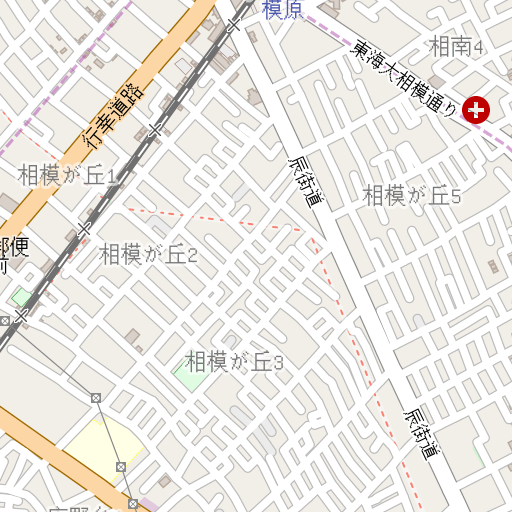 模原
相南4
東海大相模通り
行幸道路
相模が丘1
辰街道
相模が丘5
郵便
前
相模が丘2
相模が丘3
辰街道